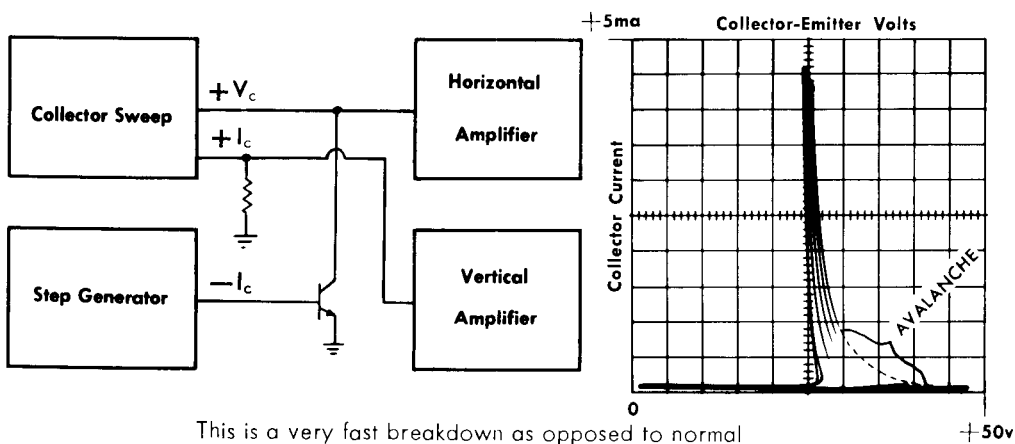 Collector Sweep
+ Vc
+ Ic
Horizontal
Amplifier
Step Generator
— Ic
Vertical
Amplifier
+5ma
Collector-Emitter Volts
Collector Current
AVALANCHE
0
+50v
This is a very fast breakdown as opposed to normal